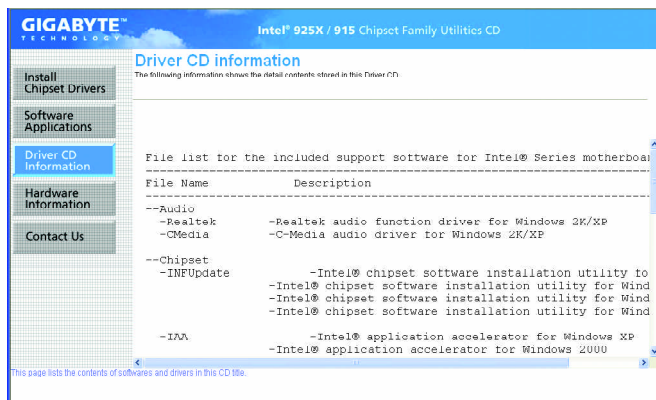 GIGABYTE™
TECHNOLOGY
Intel® 925X / 915 Chipset Family Utilities CD
Install
Chipset Drivers
Software
Applications
Driver CD
Information
Hardware
Information
Contact Us
Driver CD information
The following information shows the detail contents stored in this Driver CD.
File list for the included support software for Intel® Series motherboar
File Name Description
--Audio
-Realtek -Realtek audio function driver for Windows 2K/XP
-CMedia -C-Media audio driver for Windows 2K/XP
--Chipset
-INFUpdate -Intel® chipset software installation utility fo
-Intel® chipset software installation utility for Wind
-Intel® chipset software installation utility for Wind
-Intel® chipset software installation utility for Wind
-IAA -Intel® application accelerator for Windows XP
-Intel® application accelerator for Windows 2000
This page lists the contents of softwares and drivers in this CD title.